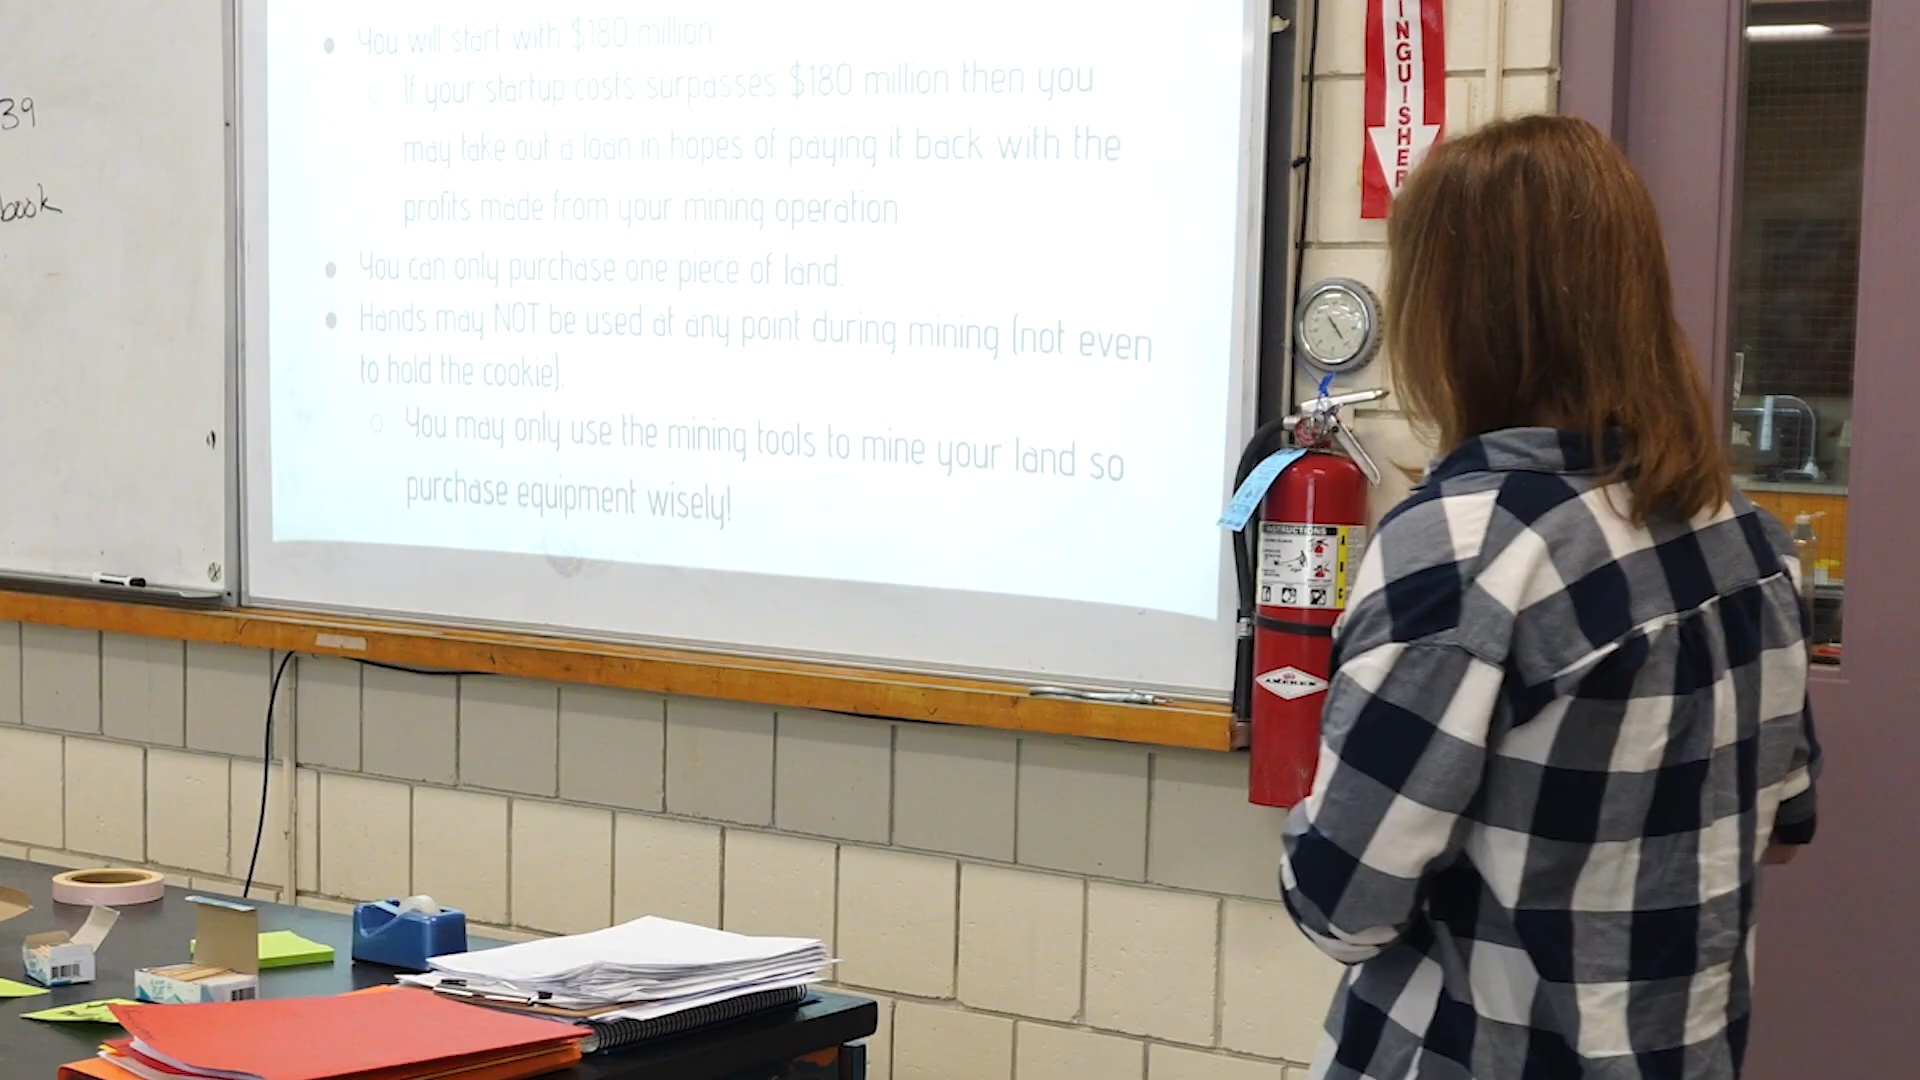 39
book
You will start with $180 million
If your startup costs surpasses $180 million then you
may take out a loan in hopes of paying it back with the
profits made from your mining operation
You can only purchase one piece of land.
Hands may NOT be used at any point during mining (not even
to hold the cookie).
You may only use the mining tools to mine your land so
purchase equipment wisely!
INGUISHER
INSTRUCTIONS
A
B
C
AMEREX